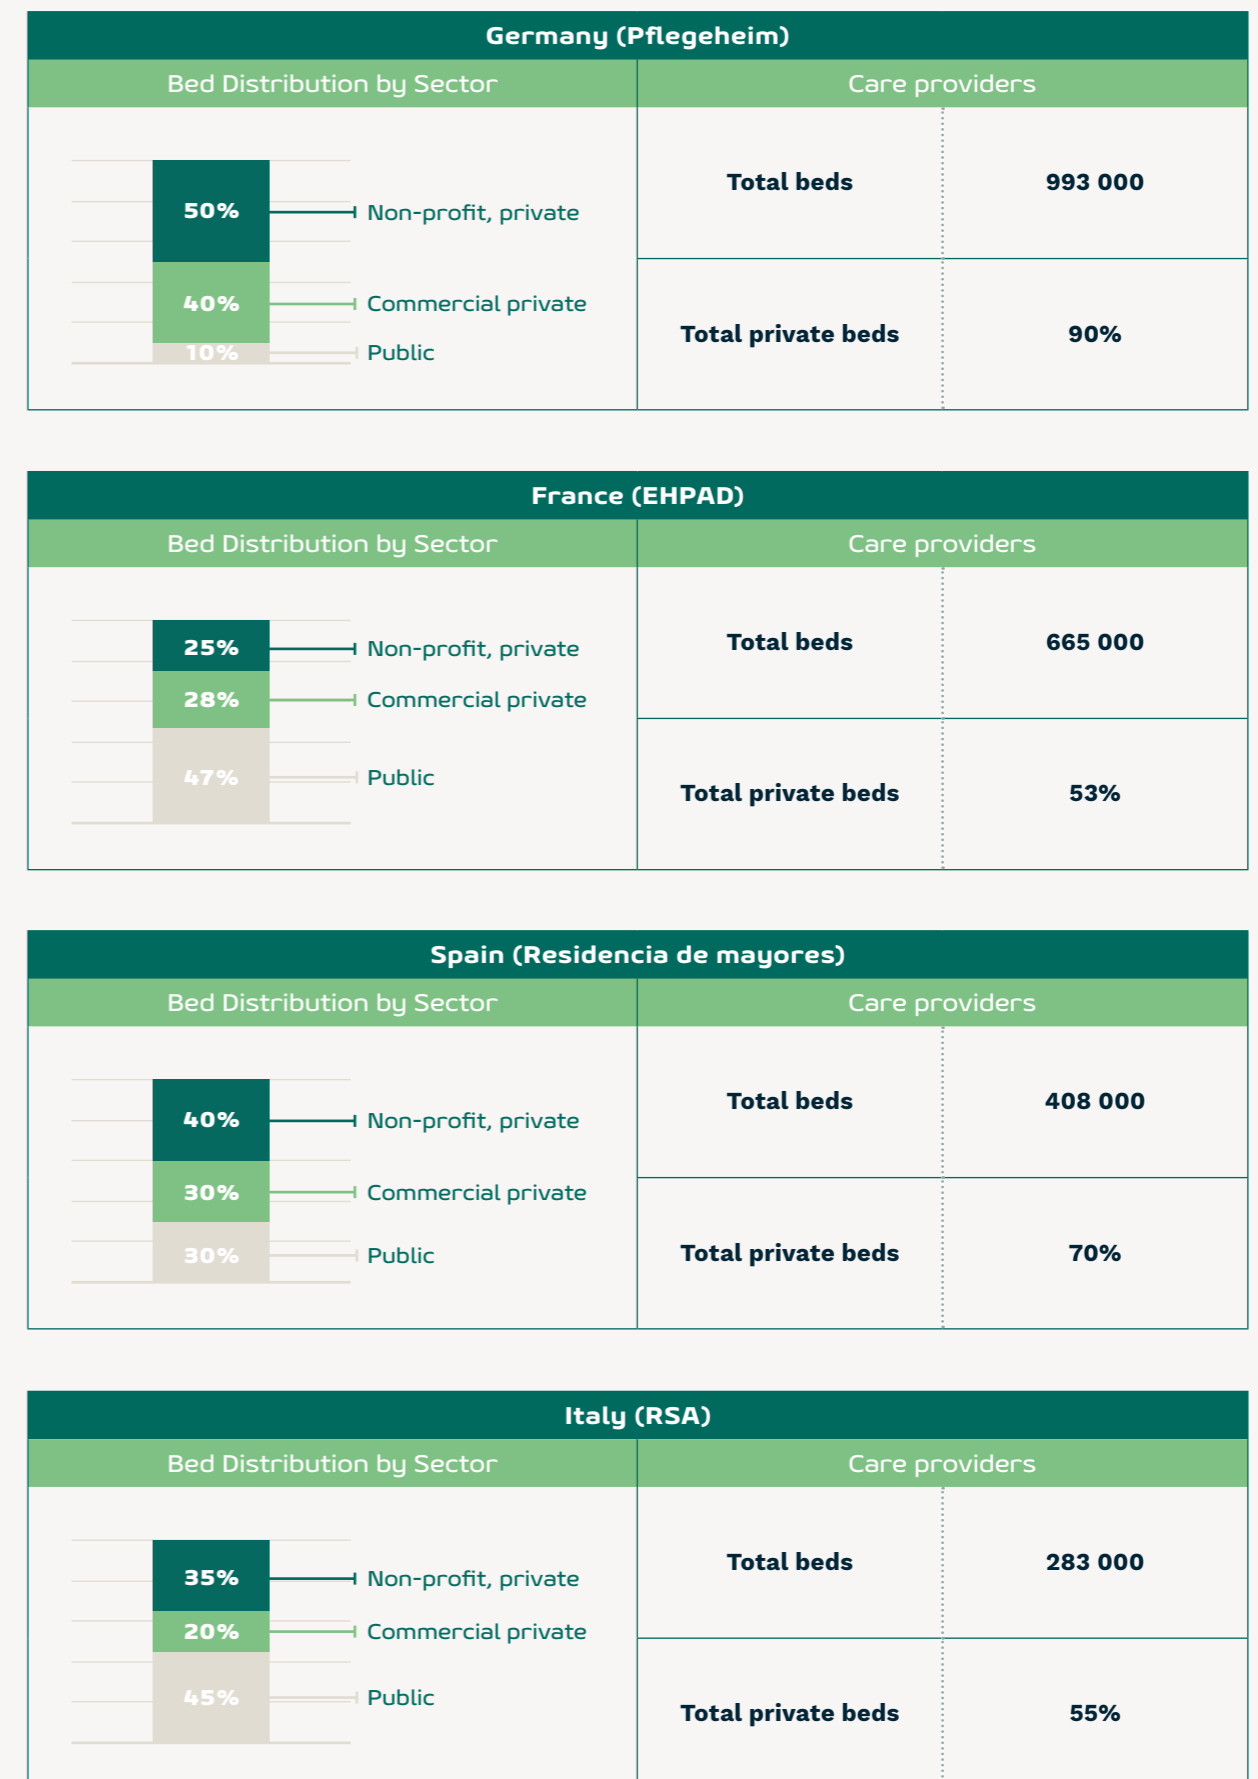 Germany (Pflegeheim)
Bed Distribution by Sector
Care providers
50%
Non-profit, private
40%
Commercial private
10%
Public
Total beds
993 000
Total private beds
90%
France (EHPAD)
Bed Distribution by Sector
Care providers
25%
Non-profit, private
28%
Commercial private
47%
Public
Total beds
665 000
Total private beds
53%
Spain (Residencia de mayores)
Bed Distribution by Sector
Care providers
40%
Non-profit, private
30%
Commercial private
30%
Public
Total beds
408 000
Total private beds
70%
Italy (RSA)
Bed Distribution by Sector
Care providers
35%
Non-profit, private
20%
Commercial private
45%
Public
Total beds
283 000
Total private beds
55%